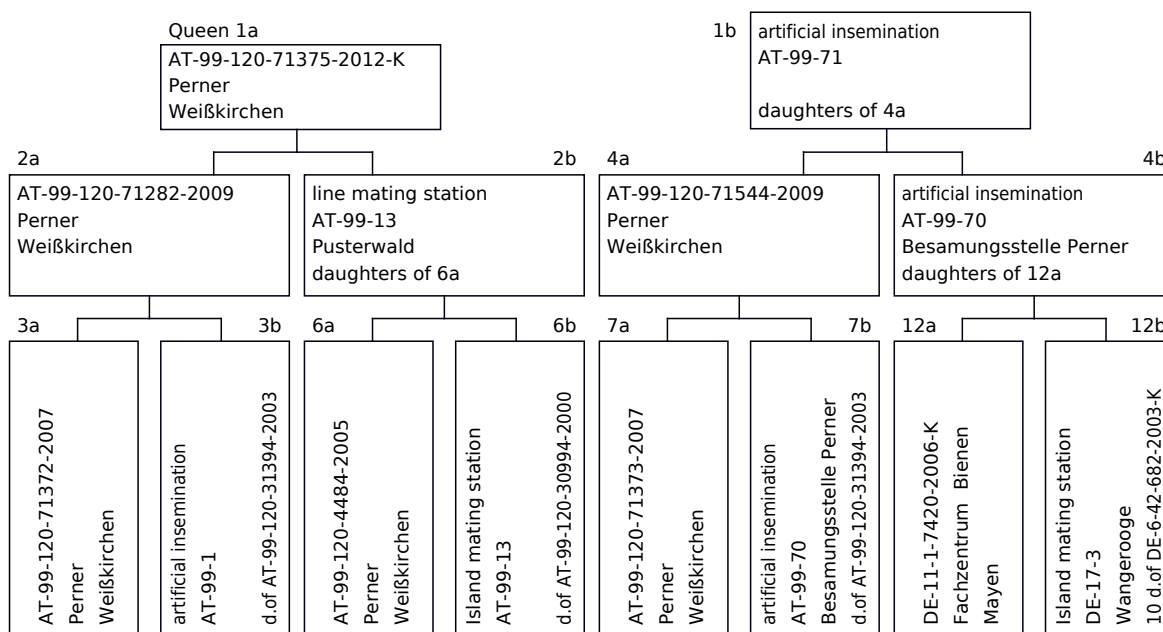 Queen 1a
AT-99-120-71375-2012-K
Perner
Weißkirchen
1b
artificial insemination
AT-99-71
daughters of 4a
2a
AT-99-120-71282-2009
Perner
Weißkirchen
2b
line mating station
AT-99-13
Pusterwald
daughters of 6a
4a
AT-99-120-71544-2009
Perner
Weißkirchen
4b
artificial insemination
AT-99-70
Besamungsstelle Perner
daughters of 12a
3a
AT-99-120-71372-2007
Perner
Weißkirchen
3b
artificial insemination
AT-99-1
d.of AT-99-120-31394-2003
6a
AT-99-120-4484-2005
Perner
Weißkirchen
6b
Island mating station
AT-99-13
d.of AT-99-120-30994-2000
7a
AT-99-120-71373-2007
Perner
Weißkirchen
7b
artificial insemination
AT-99-70
Besamungsstelle Perner
d.of AT-99-120-31394-2003
12a
DE-11-1-7420-2006-K
Fachzentrum Bienen
Mayen
12b
Island mating station
DE-17-3
Wangerooge
10 d.of DE-6-42-682-2003-K